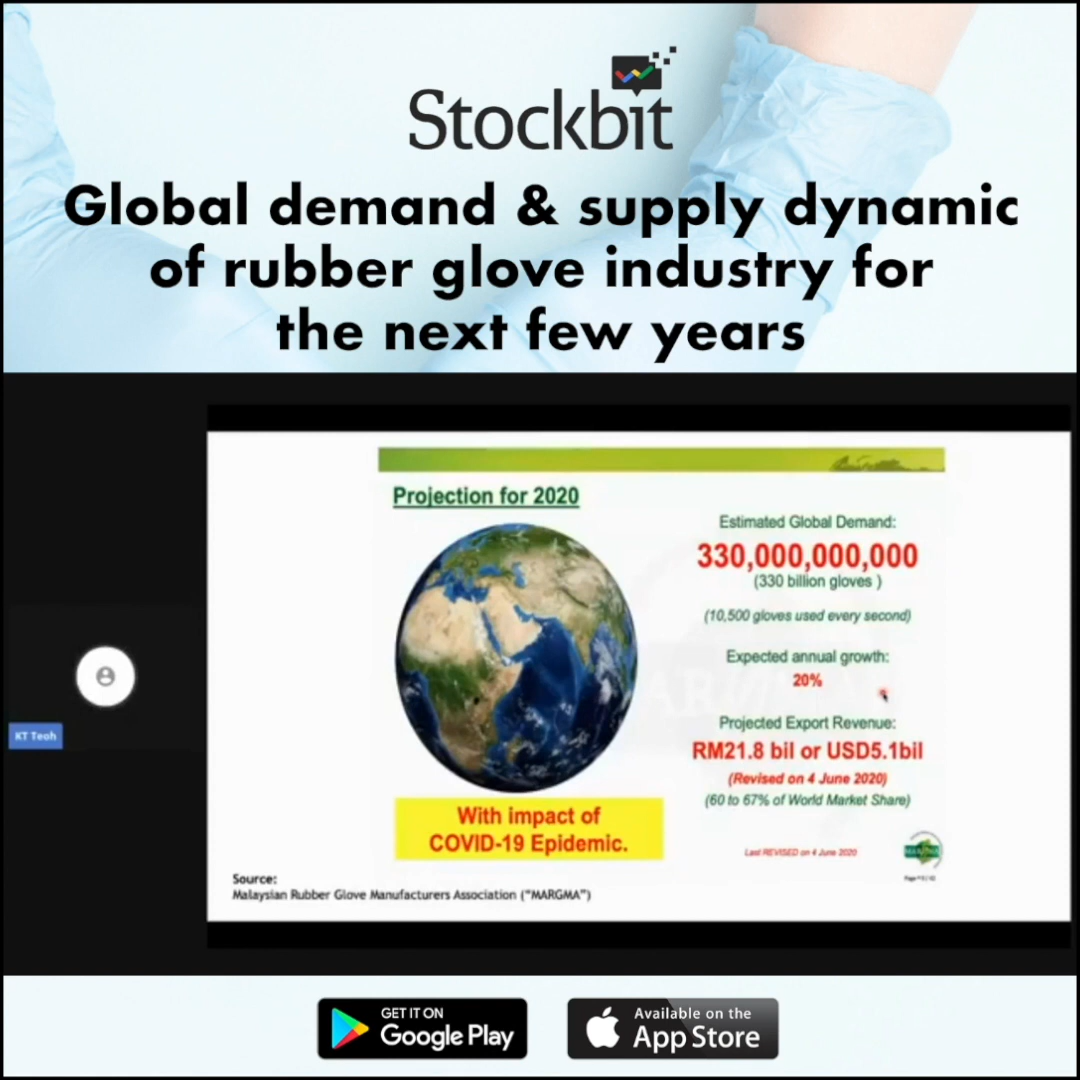 Stockbit
Global demand & supply dynamic
of rubber glove industry for
the next few years
KT Teoh
Projection for 2020
With impact of
COVID-19 Epidemic.
Estimated Global Demand:
330,000,000,000
(330 billion gloves )
(10,500 gloves used every second)
Expected annual growth:
20%
Projected Export Revenue:
RM21.8 bil or USD5.1bil
(Revised on 4 June 2020)
(60 to 67% of World Market Share)
Last REVISED on 4 June 2020
Source:
Malaysian Rubber Glove Manufacturers Association ("MARGMA")
GET IT ON
Google Play
Available on the
App Store